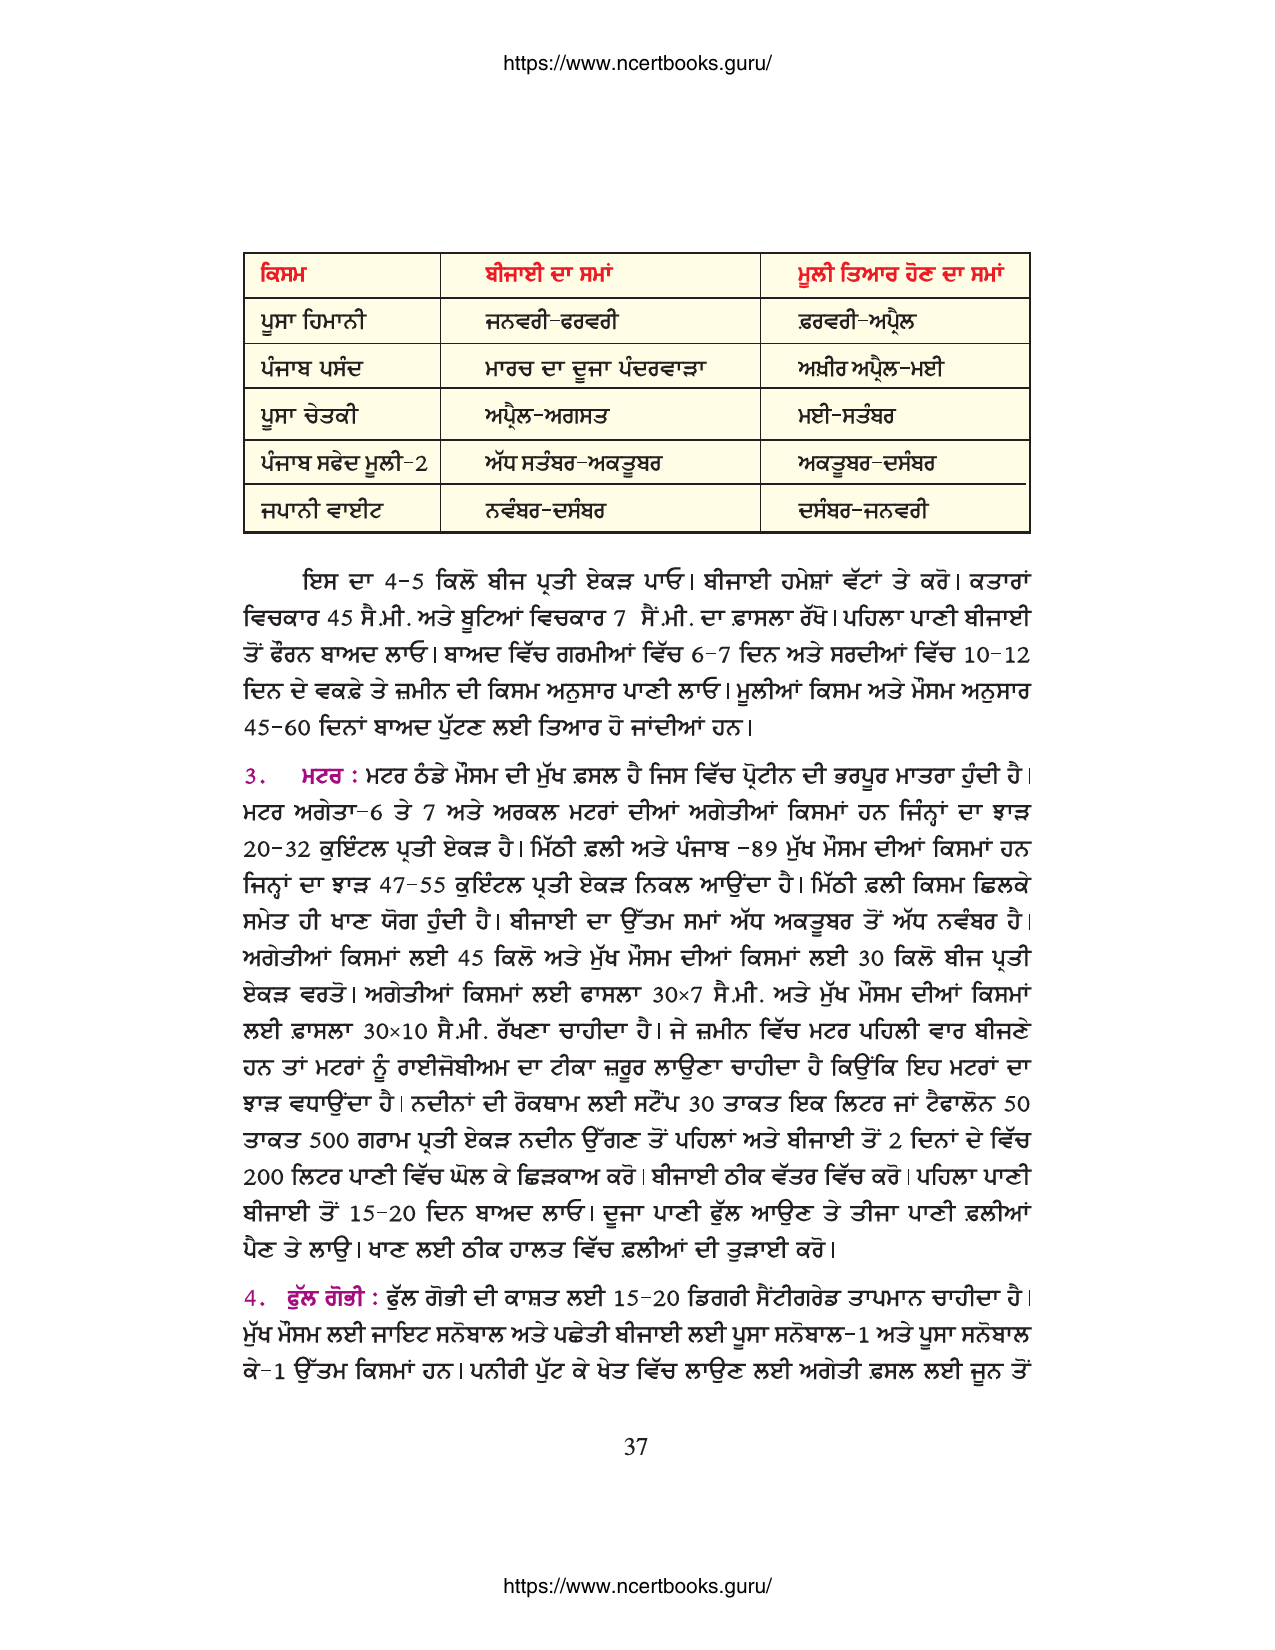 https://www.ncertbooks.guru/
ਕਿਸਮ ਬੀਜਾਈ ਦਾ ਸਮਾਂ ਮੂਲੀ ਤਿਆਰ ਹੋਣ ਦਾ ਸਮਾਂ
ਪੂਸਾ ਹਿਮਾਨੀ ਜਨਵਰੀ-ਫਰਵਰੀ ਫ਼ਰਵਰੀ-ਅਪ੍ਰੈਲ
ਪੰਜਾਬ ਪਸੰਦ ਮਾਰਚ ਦਾ ਦੂਜਾ ਪੰਦਰਵਾੜਾ ਅਖ਼ੀਰ ਅਪ੍ਰੈਲ-ਮਈ
ਪੂਸਾ ਚੇਤਕੀ ਅਪ੍ਰੈਲ-ਅਗਸਤ ਮਈ-ਸਤੰਬਰ
ਪੰਜਾਬ ਸਫੇਦ ਮੂਲੀ-2 ਅੱਧ ਸਤੰਬਰ-ਅਕਤੂਬਰ ਅਕਤੂਬਰ-ਦਸੰਬਰ
ਜਪਾਨੀ ਵਾਈਟ ਨਵੰਬਰ-ਦਸੰਬਰ ਦਸੰਬਰ-ਜਨਵਰੀ
ਇਸ ਦਾ 4-5 ਕਿਲੋ ਬੀਜ ਪ੍ਰਤੀ ਏਕੜ ਪਾਓ। ਬੀਜਾਈ ਹਮੇਸ਼ਾਂ ਵੱਟਾਂ ਤੇ ਕਰੋ। ਕਤਾਰਾਂ
ਵਿਚਕਾਰ 45 ਸੈ.ਮੀ. ਅਤੇ ਬੂਟਿਆਂ ਵਿਚਕਾਰ 7 ਸੈਂ.ਮੀ. ਦਾ ਫ਼ਾਸਲਾ ਰੱਖੋ। ਪਹਿਲਾ ਪਾਣੀ ਬੀਜਾਈ
ਤੋਂ ਫੌਰਨ ਬਾਅਦ ਲਾਓ। ਬਾਅਦ ਵਿੱਚ ਗਰਮੀਆਂ ਵਿੱਚ 6-7 ਦਿਨ ਅਤੇ ਸਰਦੀਆਂ ਵਿੱਚ 10-12
ਦਿਨ ਦੇ ਵਕਫ਼ੇ ਤੇ ਜ਼ਮੀਨ ਦੀ ਕਿਸਮ ਅਨੁਸਾਰ ਪਾਣੀ ਲਾਓ। ਮੂਲੀਆਂ ਕਿਸਮ ਅਤੇ ਮੌਸਮ ਅਨੁਸਾਰ
45-60 ਦਿਨਾਂ ਬਾਅਦ ਪੁੱਟਣ ਲਈ ਤਿਆਰ ਹੋ ਜਾਂਦੀਆਂ ਹਨ।
3. ਮਟਰ : ਮਟਰ ਠੰਡੇ ਮੌਸਮ ਦੀ ਮੁੱਖ ਫ਼ਸਲ ਹੈ ਜਿਸ ਵਿੱਚ ਪ੍ਰੋਟੀਨ ਦੀ ਭਰਪੂਰ ਮਾਤਰਾ ਹੁੰਦੀ ਹੈ।
ਮਟਰ ਅਗੇਤਾ-6 ਤੇ 7 ਅਤੇ ਅਰਕਲ ਮਟਰਾਂ ਦੀਆਂ ਅਗੇਤੀਆਂ ਕਿਸਮਾਂ ਹਨ ਜਿੰਨ੍ਹਾਂ ਦਾ ਝਾੜ
20-32 ਕੁਇੰਟਲ ਪ੍ਰਤੀ ਏਕੜ ਹੈ। ਮਿੱਠੀ ਫ਼ਲੀ ਅਤੇ ਪੰਜਾਬ -89 ਮੁੱਖ ਮੌਸਮ ਦੀਆਂ ਕਿਸਮਾਂ ਹਨ
ਜਿਨ੍ਹਾਂ ਦਾ ਝਾੜ 47-55 ਕੁਇੰਟਲ ਪ੍ਰਤੀ ਏਕੜ ਨਿਕਲ ਆਉਂਦਾ ਹੈ। ਮਿੱਠੀ ਫ਼ਲੀ ਕਿਸਮ ਛਿਲਕੇ
ਸਮੇਤ ਹੀ ਖਾਣ ਯੋਗ ਹੁੰਦੀ ਹੈ। ਬੀਜਾਈ ਦਾ ਉੱਤਮ ਸਮਾਂ ਅੱਧ ਅਕਤੂਬਰ ਤੋਂ ਅੱਧ ਨਵੰਬਰ ਹੈ।
ਅਗੇਤੀਆਂ ਕਿਸਮਾਂ ਲਈ 45 ਕਿਲੋ ਅਤੇ ਮੁੱਖ ਮੌਸਮ ਦੀਆਂ ਕਿਸਮਾਂ ਲਈ 30 ਕਿਲੋ ਬੀਜ ਪ੍ਰਤੀ
ਏਕੜ ਵਰਤੋ। ਅਗੇਤੀਆਂ ਕਿਸਮਾਂ ਲਈ ਫਾਸਲਾ 30×7 ਸੈ.ਮੀ. ਅਤੇ ਮੁੱਖ ਮੌਸਮ ਦੀਆਂ ਕਿਸਮਾਂ
ਲਈ ਫ਼ਾਸਲਾ 30×10 ਸੈ.ਮੀ. ਰੱਖਣਾ ਚਾਹੀਦਾ ਹੈ। ਜੇ ਜ਼ਮੀਨ ਵਿੱਚ ਮਟਰ ਪਹਿਲੀ ਵਾਰ ਬੀਜਣੇ
ਹਨ ਤਾਂ ਮਟਰਾਂ ਨੂੰ ਰਾਈਜੋਬੀਅਮ ਦਾ ਟੀਕਾ ਜ਼ਰੂਰ ਲਾਉਣਾ ਚਾਹੀਦਾ ਹੈ ਕਿਉਂਕਿ ਇਹ ਮਟਰਾਂ ਦਾ
ਝਾੜ ਵਧਾਉਂਦਾ ਹੈ। ਨਦੀਨਾਂ ਦੀ ਰੋਕਥਾਮ ਲਈ ਸਟੌਂਪ 30 ਤਾਕਤ ਇਕ ਲਿਟਰ ਜਾਂ ਟੈਫਾਲੋਨ 50
ਤਾਕਤ 500 ਗਰਾਮ ਪ੍ਰਤੀ ਏਕੜ ਨਦੀਨ ਉੱਗਣ ਤੋਂ ਪਹਿਲਾਂ ਅਤੇ ਬੀਜਾਈ ਤੋਂ 2 ਦਿਨਾਂ ਦੇ ਵਿੱਚ
200 ਲਿਟਰ ਪਾਣੀ ਵਿੱਚ ਘੋਲ ਕੇ ਛਿੜਕਾਅ ਕਰੋ। ਬੀਜਾਈ ਠੀਕ ਵੱਤਰ ਵਿੱਚ ਕਰੋ। ਪਹਿਲਾ ਪਾਣੀ
ਬੀਜਾਈ ਤੋਂ 15-20 ਦਿਨ ਬਾਅਦ ਲਾਓ। ਦੂਜਾ ਪਾਣੀ ਫੁੱਲ ਆਉਣ ਤੇ ਤੀਜਾ ਪਾਣੀ ਫ਼ਲੀਆਂ
ਪੈਣ ਤੇ ਲਾਉ। ਖਾਣ ਲਈ ਠੀਕ ਹਾਲਤ ਵਿੱਚ ਫ਼ਲੀਆਂ ਦੀ ਤੁੜਾਈ ਕਰੋ।
4. ਫੁੱਲ ਗੋਭੀ : ਫੁੱਲ ਗੋਭੀ ਦੀ ਕਾਸ਼ਤ ਲਈ 15-20 ਡਿਗਰੀ ਸੈਂਟੀਗਰੇਡ ਤਾਪਮਾਨ ਚਾਹੀਦਾ ਹੈ।
ਮੁੱਖ ਮੌਸਮ ਲਈ ਜਾਇਟ ਸਨੋਬਾਲ ਅਤੇ ਪਛੇਤੀ ਬੀਜਾਈ ਲਈ ਪੂਸਾ ਸਨੋਬਾਲ-1 ਅਤੇ ਪੂਸਾ ਸਨੋਬਾਲ
ਕੇ-1 ਉੱਤਮ ਕਿਸਮਾਂ ਹਨ। ਪਨੀਰੀ ਪੁੱਟ ਕੇ ਖੇਤ ਵਿੱਚ ਲਾਉਣ ਲਈ ਅਗੇਤੀ ਫ਼ਸਲ ਲਈ ਜੂਨ ਤੋਂ
37
https://www.ncertbooks.guru/